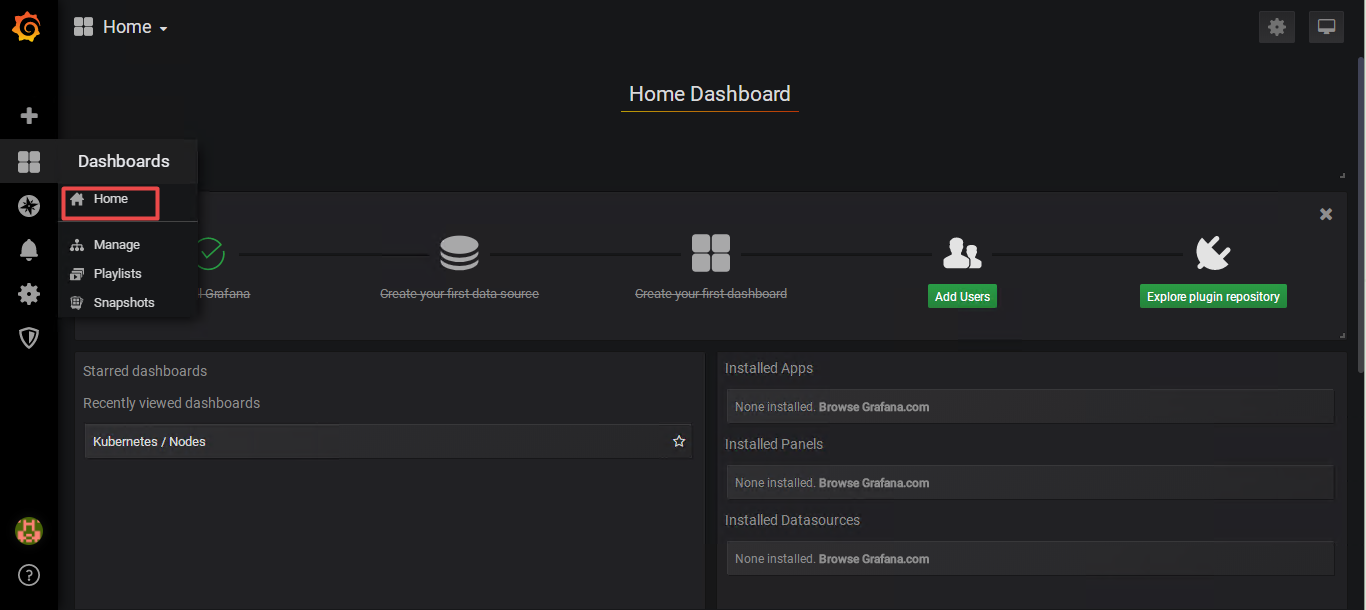 Home
Home Dashboard
Dashboards
Home
Manage
Playlists
Snapshots
Grafana
Create your first data source
Create your first dashboard
Add Users
Explore plugin repository
Starred dashboards
Recently viewed dashboards
Kubernetes / Nodes
Installed Apps
None installed. Browse Grafana.com
Installed Panels
None installed. Browse Grafana.com
Installed Datasources
None installed. Browse Grafana.com